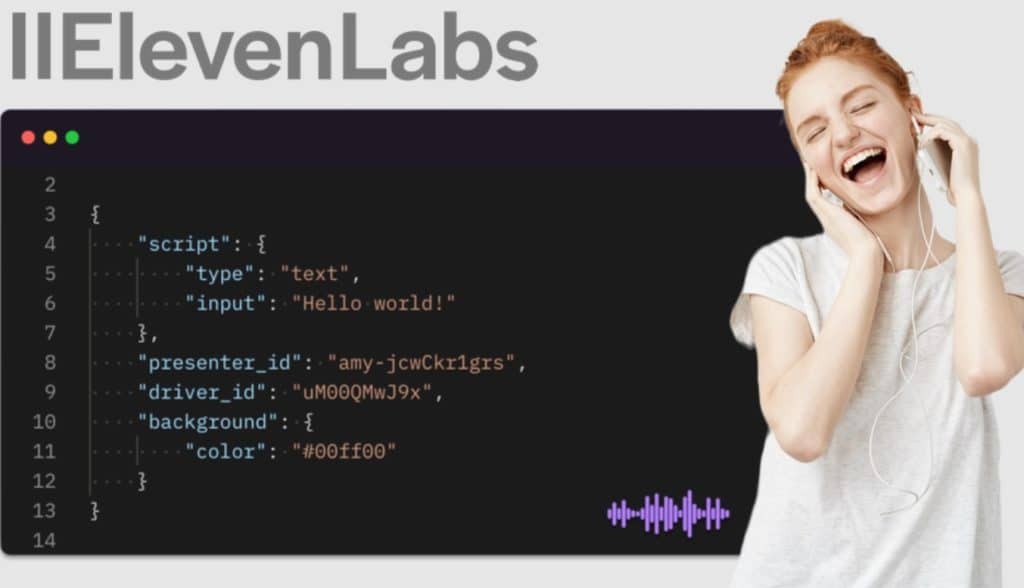 IIElevenLabs
2
3 {
4 "script": {
5 "type": "text",
6 "input": "Hello world!"
7 },
8 "presenter_id": "amy-jcwCkr1grs",
9 "driver_id": "uM00QMwJ9x",
10 "background": {
11 "color": "#00ff00"
12 }
13 }
14